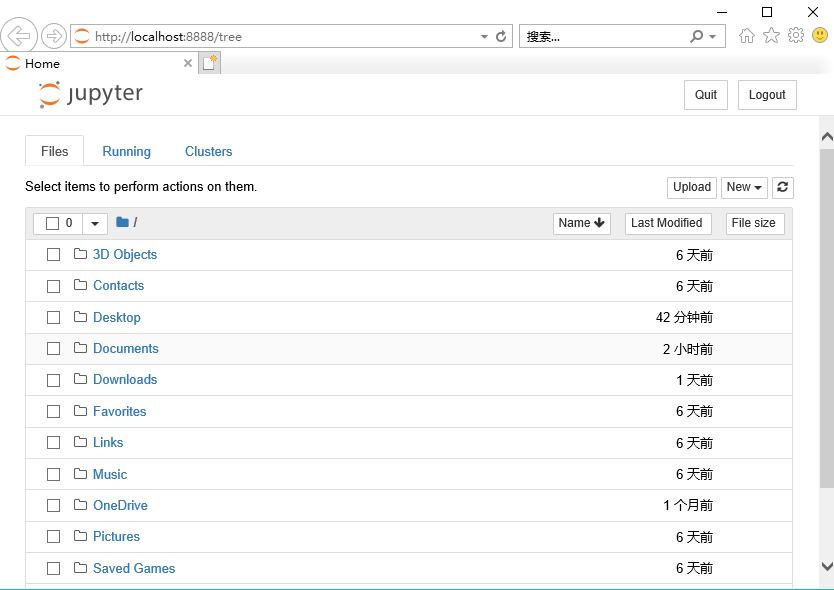 http://localhost:8888/tree
搜索...
Home
jupyter
Quit
Logout
Files
Running
Clusters
Select items to perform actions on them.
Upload
New
0
/
Name
Last Modified
File size
3D Objects 6 天前
Contacts 6 天前
Desktop 42 分钟前
Documents 2 小时前
Downloads 1 天前
Favorites 6 天前
Links 6 天前
Music 6 天前
OneDrive 1 个月前
Pictures 6 天前
Saved Games 6 天前